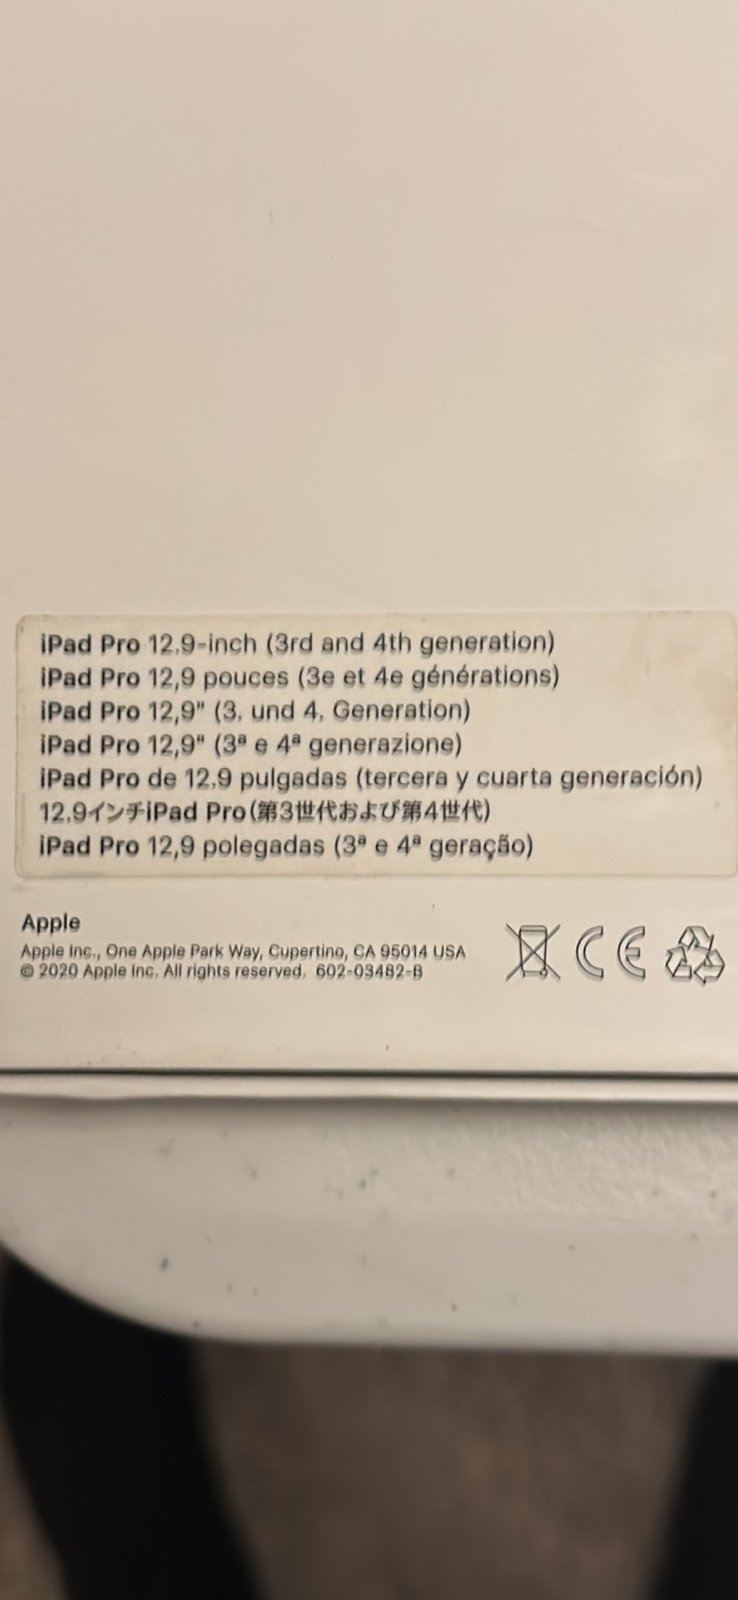 iPad Pro 12.9-inch (3rd and 4th generation)
iPad Pro 12,9 pouces (3e et 4e générations)
iPad Pro 12,9" (3. und 4. Generation)
iPad Pro 12,9" (3ª e 4ª generazione)
iPad Pro de 12.9 pulgadas (tercera y cuarta generación)
12.9インチiPad Pro(第3世代および第4世代)
iPad Pro 12,9 polegadas (3ª e 4ª geração)
Apple
Apple Inc., One Apple Park Way, Cupertino, CA 95014 USA
© 2020 Apple Inc. All rights reserved. 602-03482-B
CE